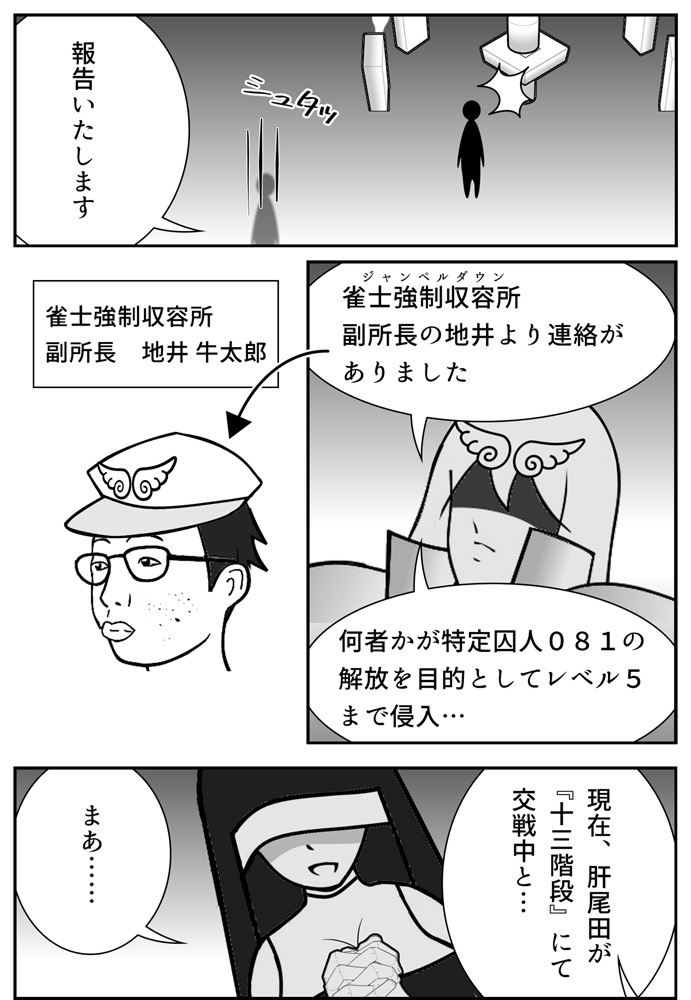 報告いたします
シュタッ
ジャンペルダウン
雀士強制収容所
副所長の地井より連絡が
ありました
雀士強制収容所
副所長　地井 牛太郎
何者かが特定囚人０８１の
解放を目的としてレベル５
まで侵入…
現在、肝尾田が
『十三階段』にて
交戦中と…
まあ……